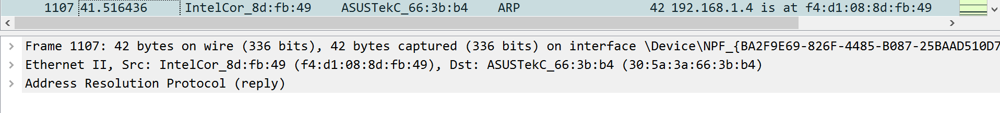 1107 41.516436 IntelCor_8d:fb:49 ASUSTekC_66:3b:b4 ARP 42 192.168.1.4 is at f4:d1:08:8d:fb:49
Frame 1107: 42 bytes on wire (336 bits), 42 bytes captured (336 bits) on interface \Device\NPF_{BA2F9E69-826F-4485-B087-25BAAD510D7
Ethernet II, Src: IntelCor_8d:fb:49 (f4:d1:08:8d:fb:49), Dst: ASUSTekC_66:3b:b4 (30:5a:3a:66:3b:b4)
Address Resolution Protocol (reply)